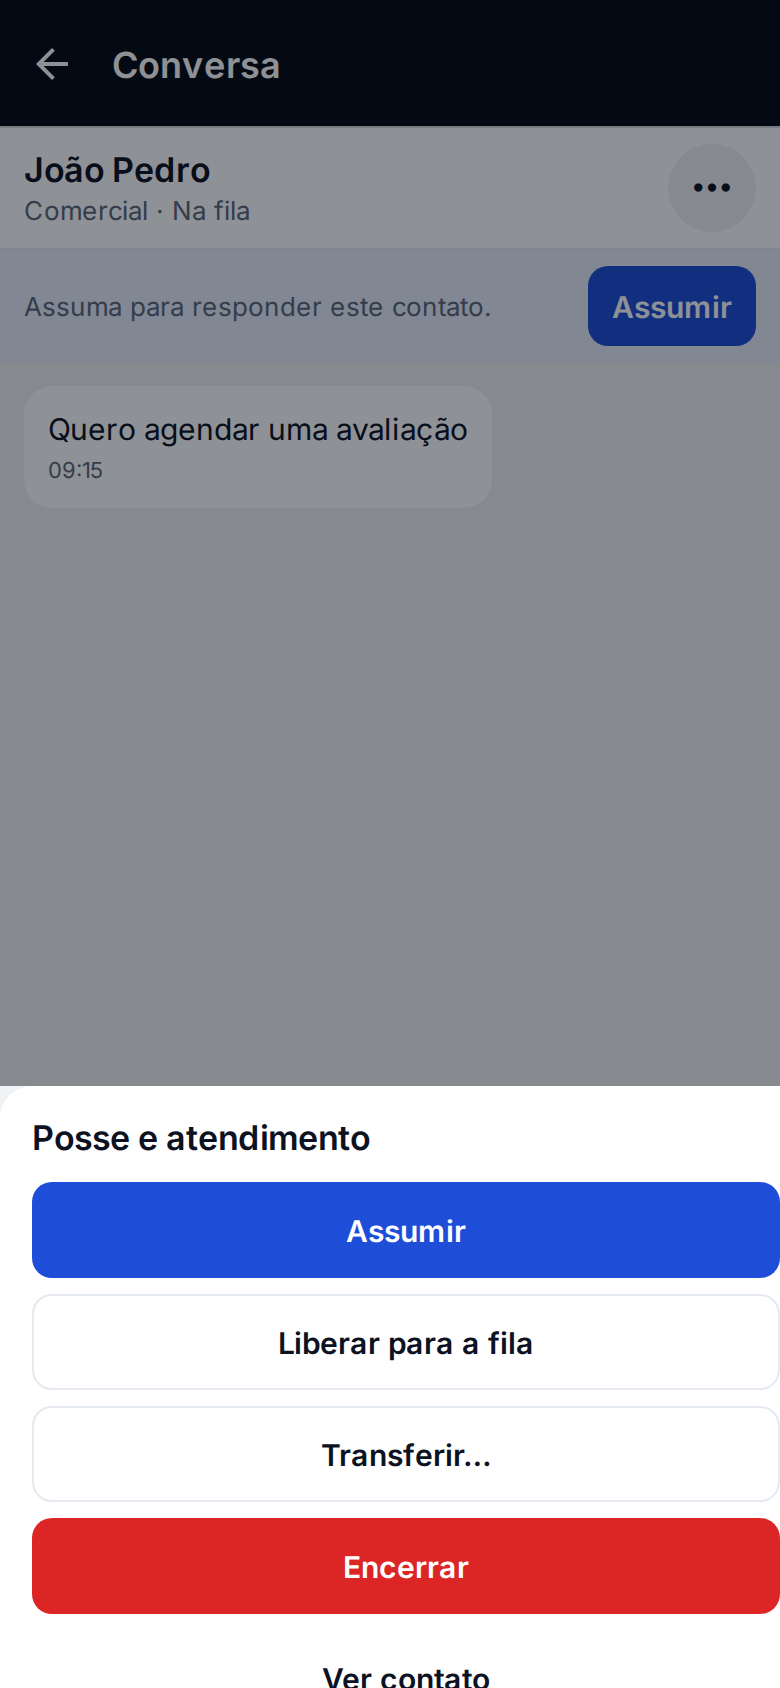 Conversa
João Pedro
Comercial · Na fila
Assuma para responder este contato.
Assumir
Quero agendar uma avaliação
09:15
Posse e atendimento
Assumir
Liberar para a fila
Transferir...
Encerrar
Ver contato